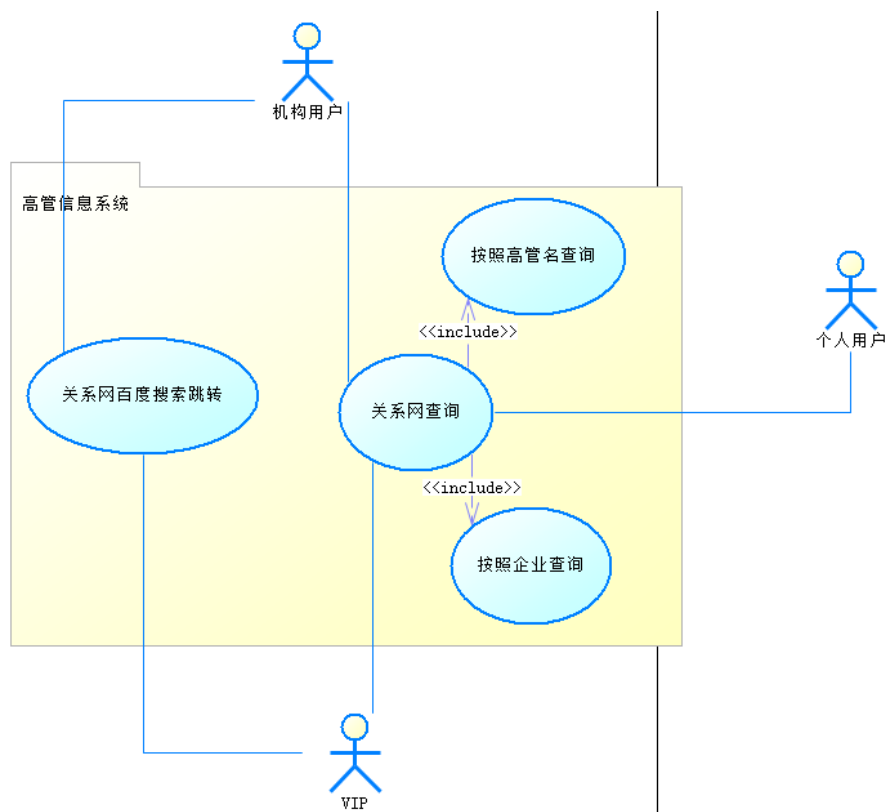 机构用户
高管信息系统
按照高管名查询
<<include>>
个人用户
关系网百度搜索跳转
关系网查询
<<include>>
按照企业查询
VIP